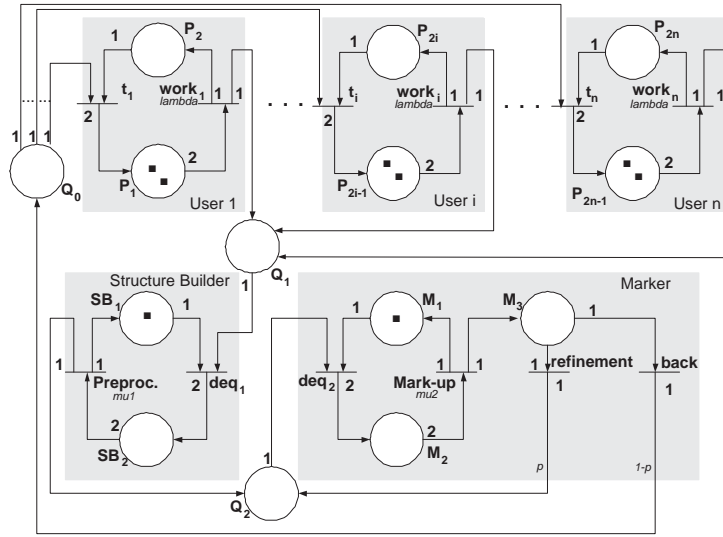 P2 P2i P2n
1 1 1 1 1 1
t1 work1 1 1 ti worki 1 1 tn workn 1 1
lambda lambda lambda
. . . . . .
2 2 2
1 1 1
2 2 2
Q0 P1 P2i-1 P2n-1
User 1 User i User n
Q1
1
Structure Builder Marker
SB1 M1 M3
1 1 1
1 1 1 1 1 refinement back
Preproc. 2 deq1 deq2 2 Mark-up 1 1
mu1 mu2
2 1 2
SB2 M2 p 1-p
Q2